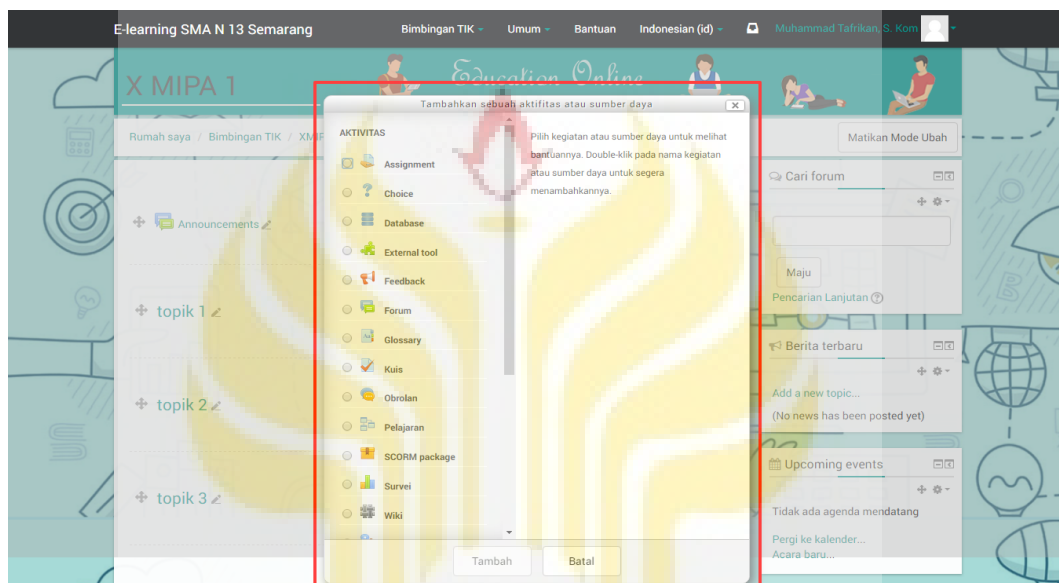 E-learning SMA N 13 Semarang
Bimbingan TIK
Umum
Bantuan
Indonesian (id)
Muhammad Tafrikan, S. Kom
X MIPA 1
Education Online
Rumah saya / Bimbingan TIK /
Matikan Mode Ubah
Announcements
topik 1
topik 2
topik 3
Tambahkan sebuah aktifitas atau sumber daya
AKTIVITAS
Assignment
Choice
Database
External tool
Feedback
Forum
Glossary
Kuis
Obrolan
Pelajaran
SCORM package
Survei
Wiki
Pilih kegiatan atau sumber daya untuk melihat
bantuannya. Double-klik pada nama kegiatan
atau sumber daya untuk segera
menambahkannya.
Tambah
Batal
Cari forum
Maju
Pencarian Lanjutan
Berita terbaru
Add a new topic...
(No news has been posted yet)
Upcoming events
Tidak ada agenda mendatang
Pergi ke kalender...
Acara baru...